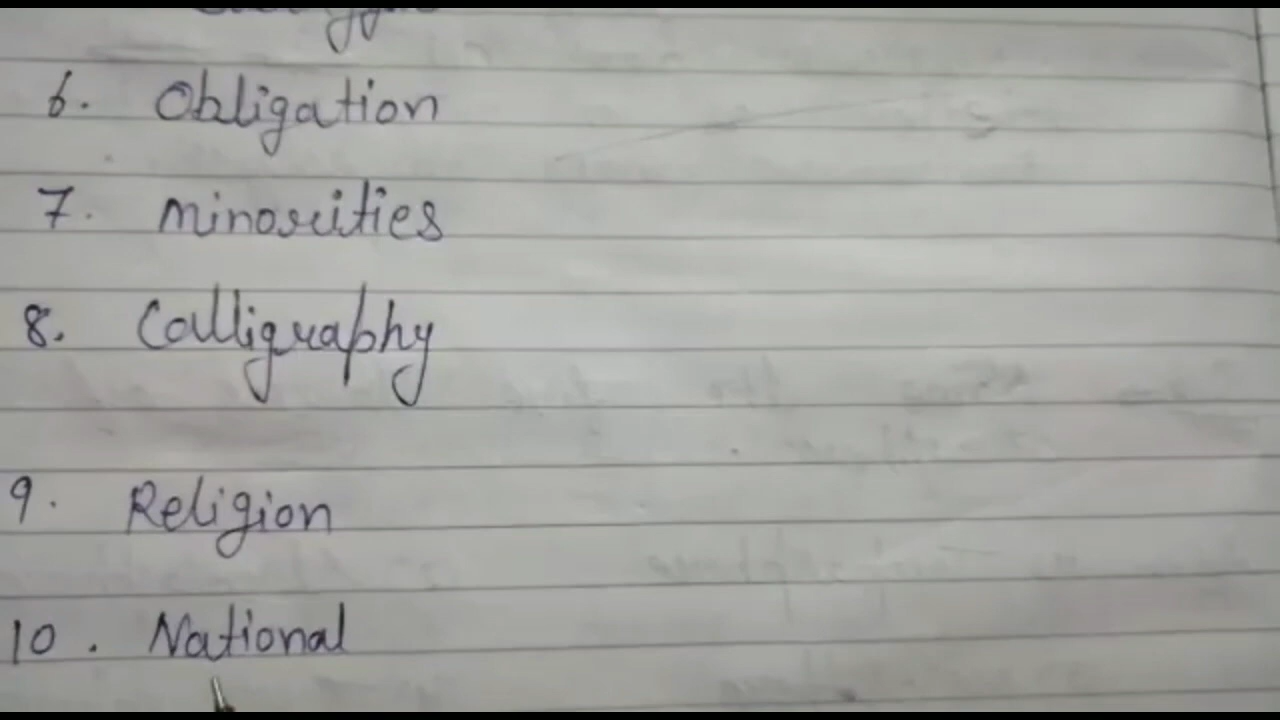 6. Obligation
7. minorities
8. Calligraphy
9. Religion
10. National